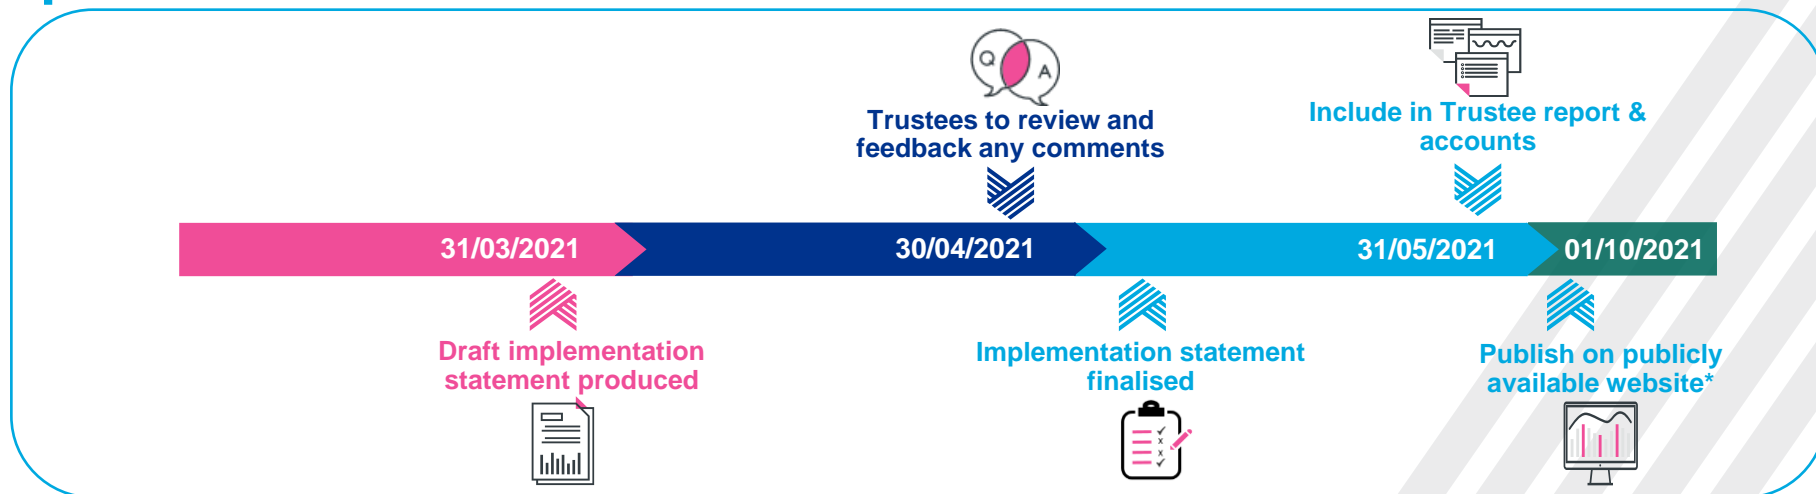 Q
A
Trustees to review and
feedback any comments
Include in Trustee report &
accounts
31/03/2021
30/04/2021
31/05/2021
01/10/2021
Draft implementation
statement produced
Implementation statement
finalised
Publish on publicly
available website*